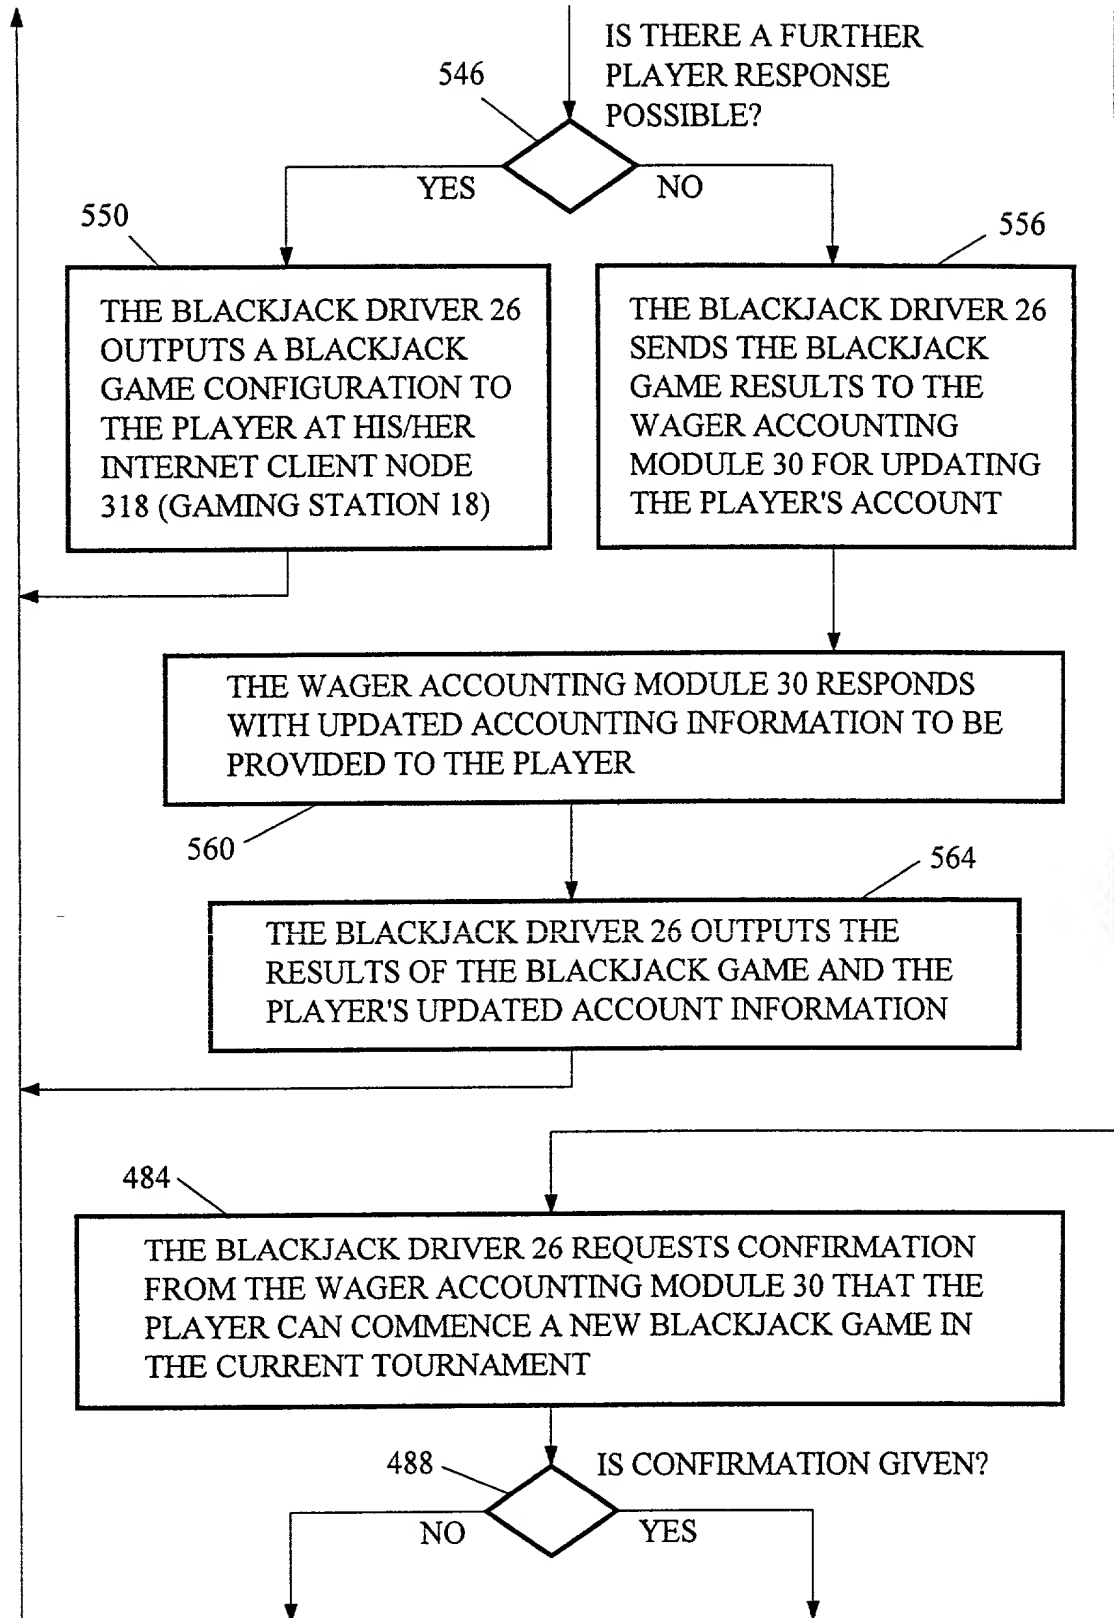 IS THERE A FURTHER
PLAYER RESPONSE
POSSIBLE?
546
YES
NO
550
556
THE BLACKJACK DRIVER 26
OUTPUTS A BLACKJACK
GAME CONFIGURATION TO
THE PLAYER AT HIS/HER
INTERNET CLIENT NODE
318 (GAMING STATION 18)
THE BLACKJACK DRIVER 26
SENDS THE BLACKJACK
GAME RESULTS TO THE
WAGER ACCOUNTING
MODULE 30 FOR UPDATING
THE PLAYER'S ACCOUNT
THE WAGER ACCOUNTING MODULE 30 RESPONDS
WITH UPDATED ACCOUNTING INFORMATION TO BE
PROVIDED TO THE PLAYER
560
564
THE BLACKJACK DRIVER 26 OUTPUTS THE
RESULTS OF THE BLACKJACK GAME AND THE
PLAYER'S UPDATED ACCOUNT INFORMATION
484
THE BLACKJACK DRIVER 26 REQUESTS CONFIRMATION
FROM THE WAGER ACCOUNTING MODULE 30 THAT THE
PLAYER CAN COMMENCE A NEW BLACKJACK GAME IN
THE CURRENT TOURNAMENT
488
IS CONFIRMATION GIVEN?
NO
YES